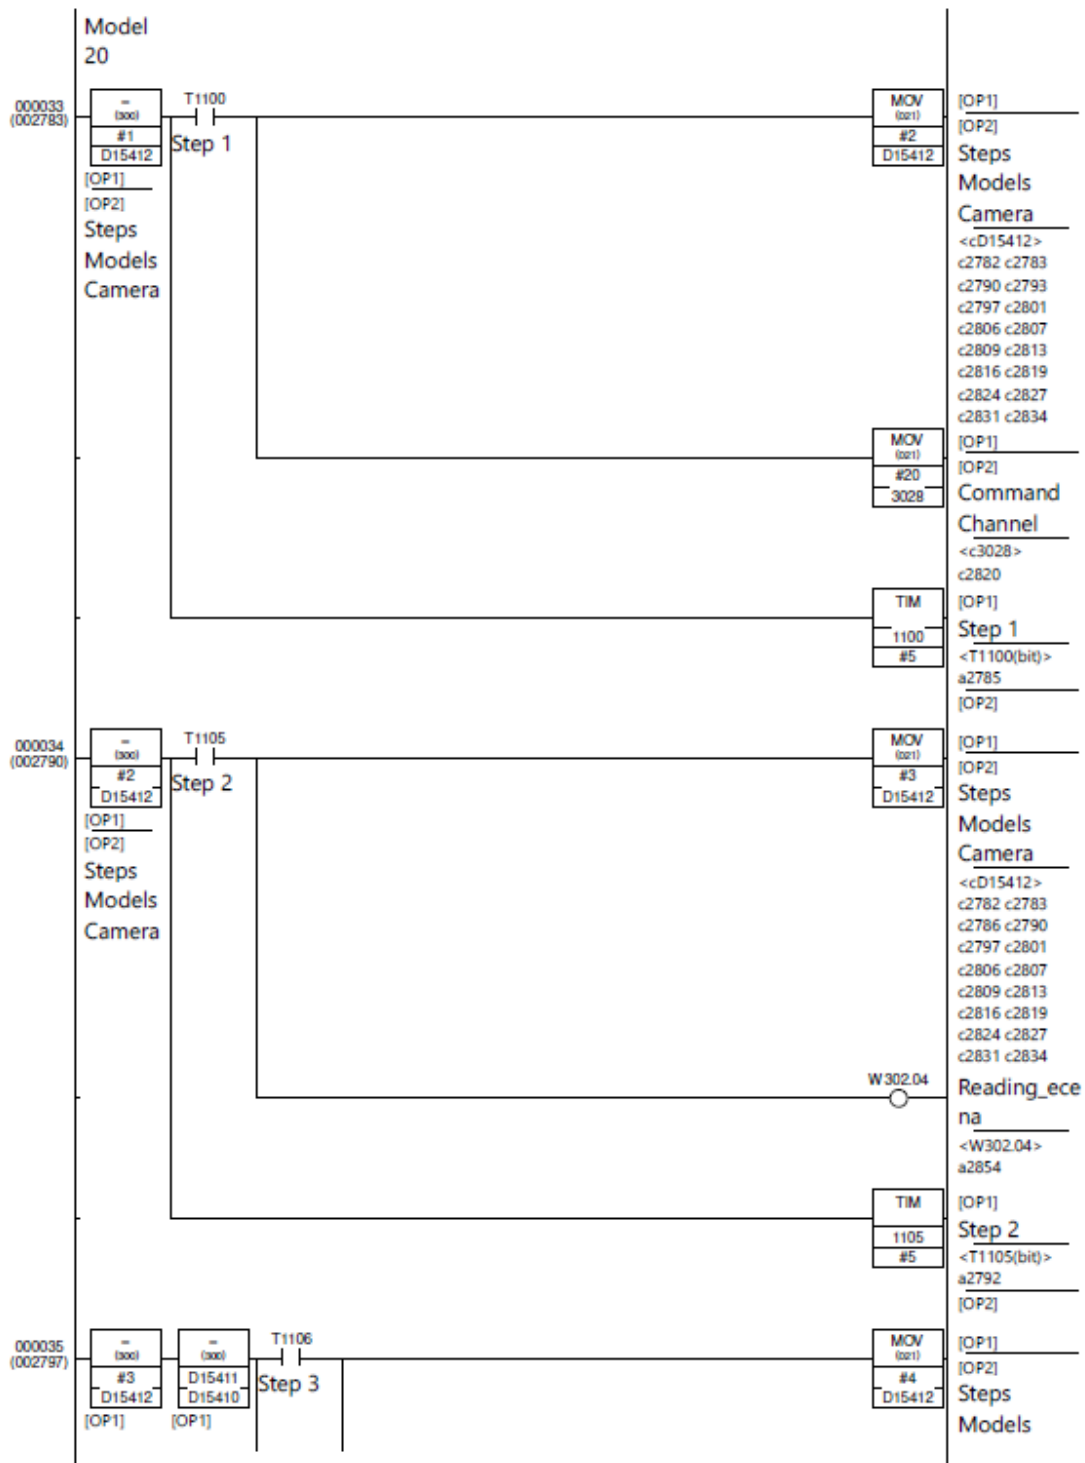 Model
20
000033
(002783)
=
(300)
#1
D15412
[OP1]
[OP2]
Steps
Models
Camera
T1100
Step 1
MOV
(021)
#2
D15412
[OP1]
[OP2]
Steps
Models
Camera
<cD15412>
c2782 c2783
c2790 c2793
c2797 c2801
c2806 c2807
c2809 c2813
c2816 c2819
c2824 c2827
c2831 c2834
MOV
(021)
#20
3028
[OP1]
[OP2]
Command
Channel
<c3028>
c2820
TIM
1100
#5
[OP1]
Step 1
<T1100(bit)>
a2785
[OP2]
000034
(002790)
=
(300)
#2
D15412
[OP1]
[OP2]
Steps
Models
Camera
T1105
Step 2
MOV
(021)
#3
D15412
[OP1]
[OP2]
Steps
Models
Camera
<cD15412>
c2782 c2783
c2786 c2790
c2797 c2801
c2806 c2807
c2809 c2813
c2816 c2819
c2824 c2827
c2831 c2834
W302.04
Reading_ece
na
<W302.04>
a2854
TIM
1105
#5
[OP1]
Step 2
<T1105(bit)>
a2792
[OP2]
000035
(002797)
=
(300)
#3
D15412
[OP1]
=
(300)
D15411
D15410
[OP1]
T1106
Step 3
MOV
(021)
#4
D15412
[OP1]
[OP2]
Steps
Models